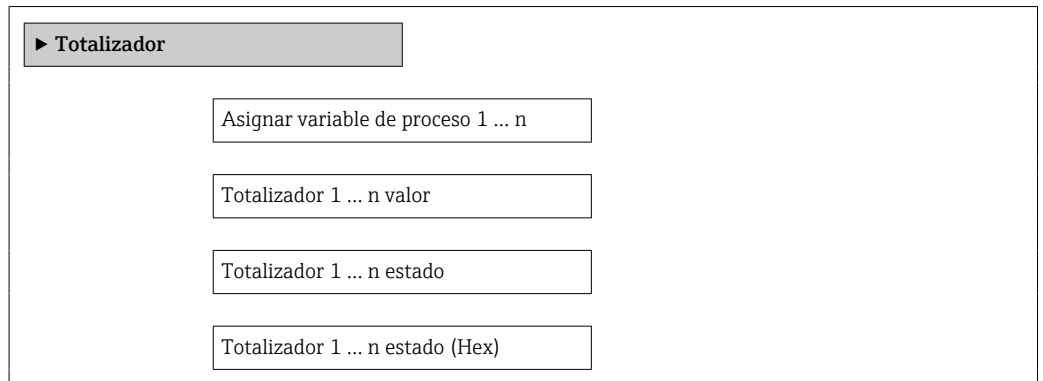 ▶ Totalizador
Asignar variable de proceso 1 … n
Totalizador 1 … n valor
Totalizador 1 … n estado
Totalizador 1 … n estado (Hex)